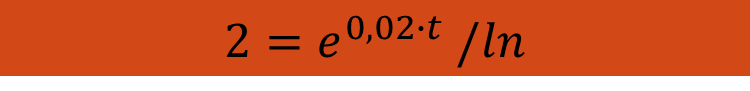 2 = e^{0,02·t} /ln